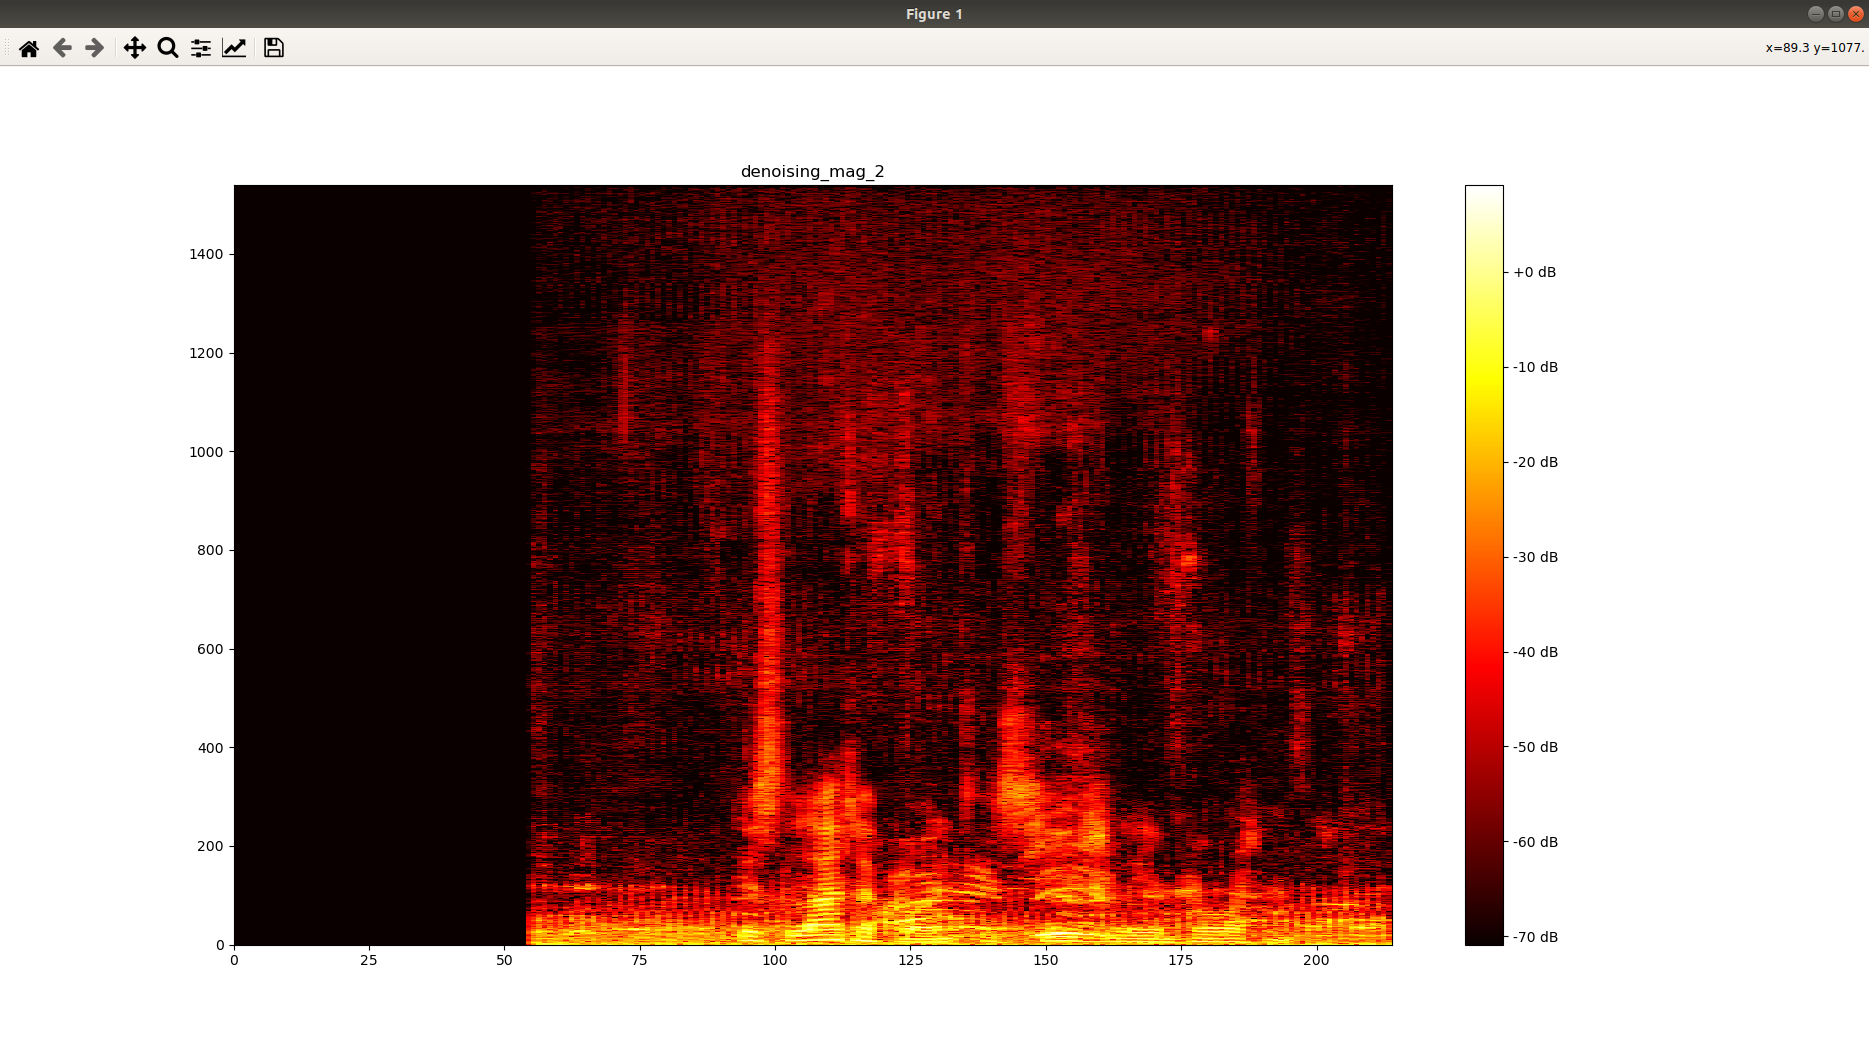 Figure 1
x=89.3 y=1077.
denoising_mag_2
1400
1200
1000
800
600
400
200
0
0 25 50 75 100 125 150 175 200
+0 dB
-10 dB
-20 dB
-30 dB
-40 dB
-50 dB
-60 dB
-70 dB